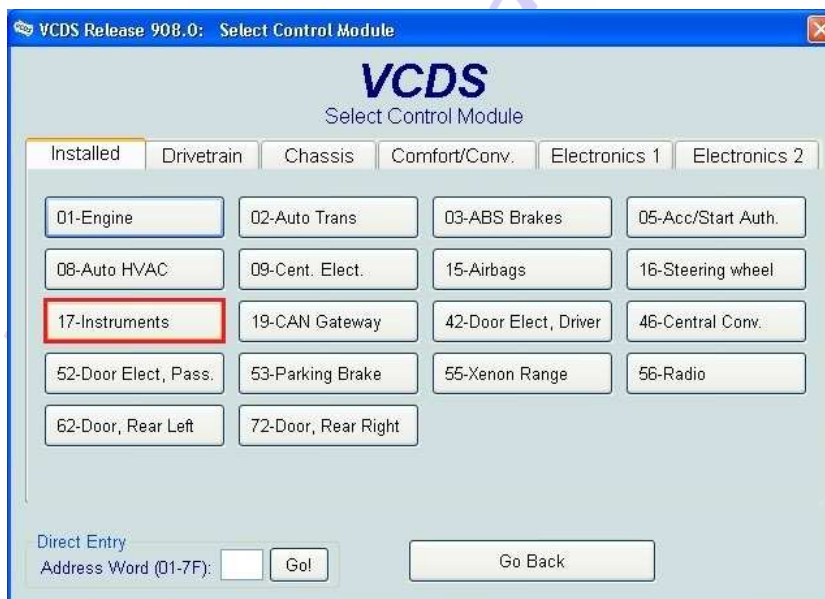 VCDS Release 908.0: Select Control Module
VCDS
Select Control Module
Installed Drivetrain Chassis Comfort/Conv. Electronics 1 Electronics 2
01-Engine 02-Auto Trans 03-ABS Brakes 05-Acc/Start Auth.
08-Auto HVAC 09-Cent. Elect. 15-Airbags 16-Steering wheel
17-Instruments 19-CAN Gateway 42-Door Elect, Driver 46-Central Conv.
52-Door Elect, Pass. 53-Parking Brake 55-Xenon Range 56-Radio
62-Door, Rear Left 72-Door, Rear Right
Direct Entry
Address Word (01-7F): Go! Go Back